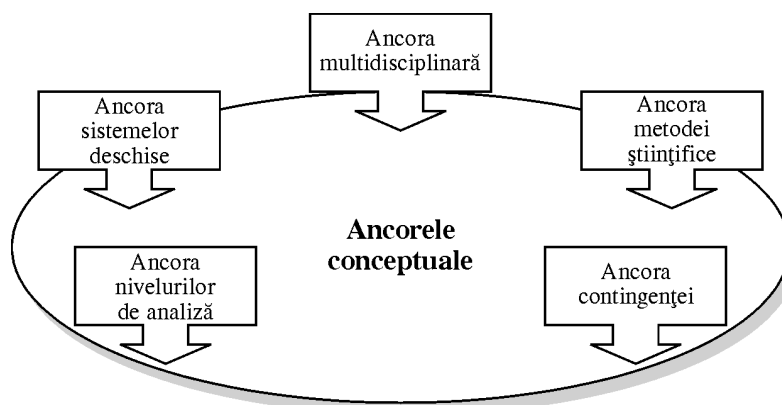 Ancora
multidisciplinară
Ancora
sistemelor
deschise
Ancora
metodei
ştiinţifice
Ancorele
conceptuale
Ancora
nivelurilor
de analiză
Ancora
contingenţei